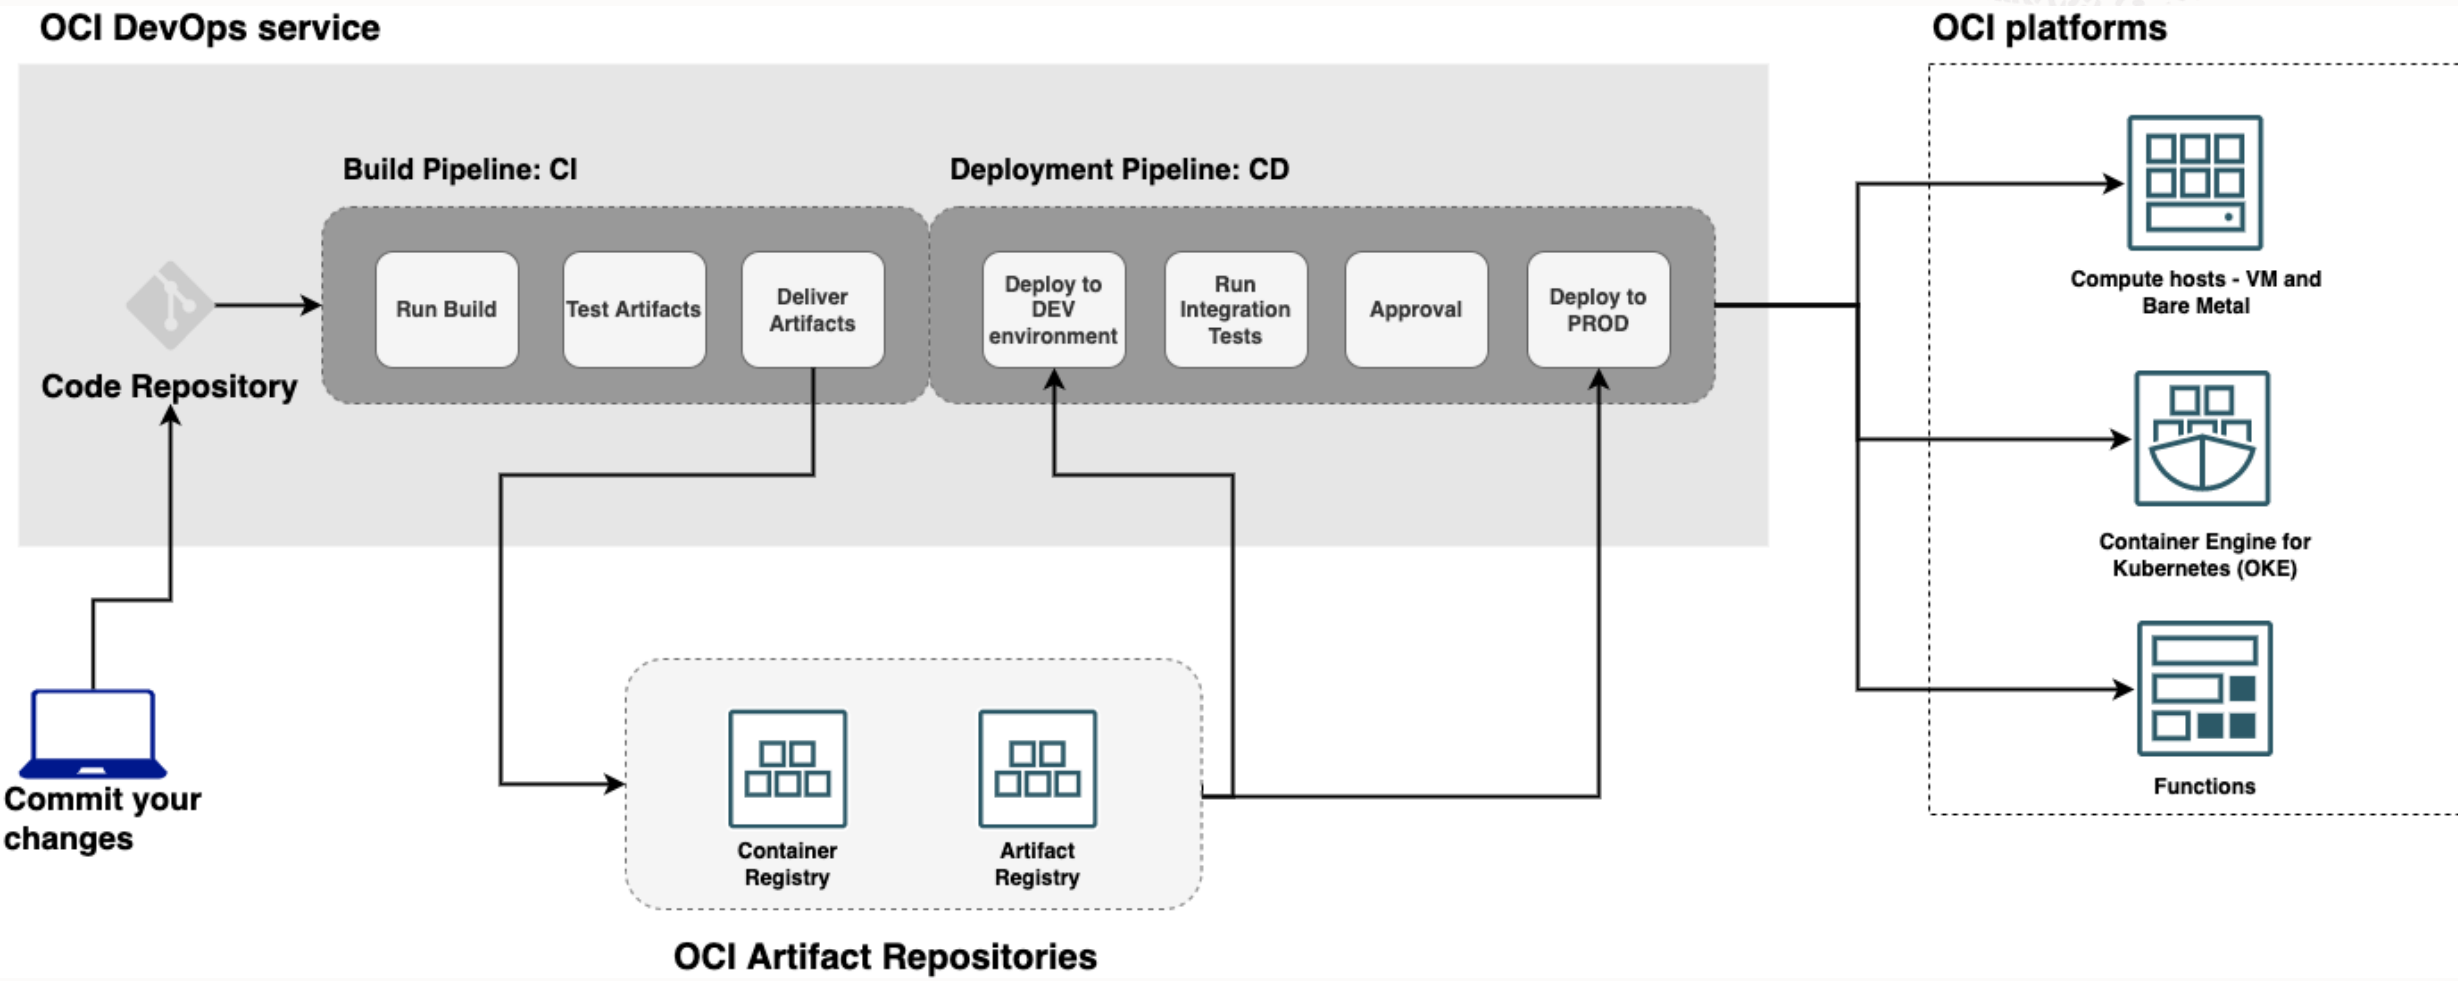 OCI DevOps service
OCI platforms
Build Pipeline: CI
Deployment Pipeline: CD
Run Build
Test Artifacts
Deliver
Artifacts
Deploy to
DEV
environment
Run
Integration
Tests
Approval
Deploy to
PROD
Code Repository
Compute hosts - VM and
Bare Metal
Container Engine for
Kubernetes (OKE)
Functions
Commit your
changes
Container
Registry
Artifact
Registry
OCI Artifact Repositories